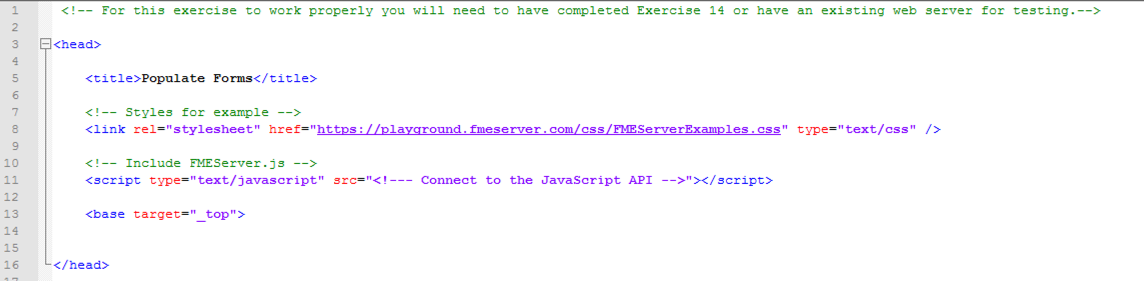 1 <!-- For this exercise to work properly you will need to have completed Exercise 14 or have an existing web server for testing.-->
2
3 <head>
4
5 <title>Populate Forms</title>
6
7 <!-- Styles for example -->
8 <link rel="stylesheet" href="https://playground.fmeserver.com/css/FMEServerExamples.css" type="text/css" />
9
10 <!-- Include FMEServer.js -->
11 <script type="text/javascript" src="<!--- Connect to the JavaScript API -->"></script>
12
13 <base target="_top">
14
15
16 </head>
17